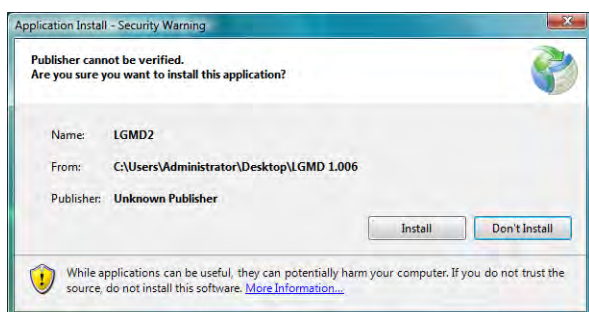 Application Install - Security Warning
Publisher cannot be verified.
Are you sure you want to install this application?
Name: LGMD2
From: C:\Users\Administrator\Desktop\LGMD 1.006
Publisher: Unknown Publisher
Install Don't Install
While applications can be useful, they can potentially harm your computer. If you do not trust the
source, do not install this software. More Information...